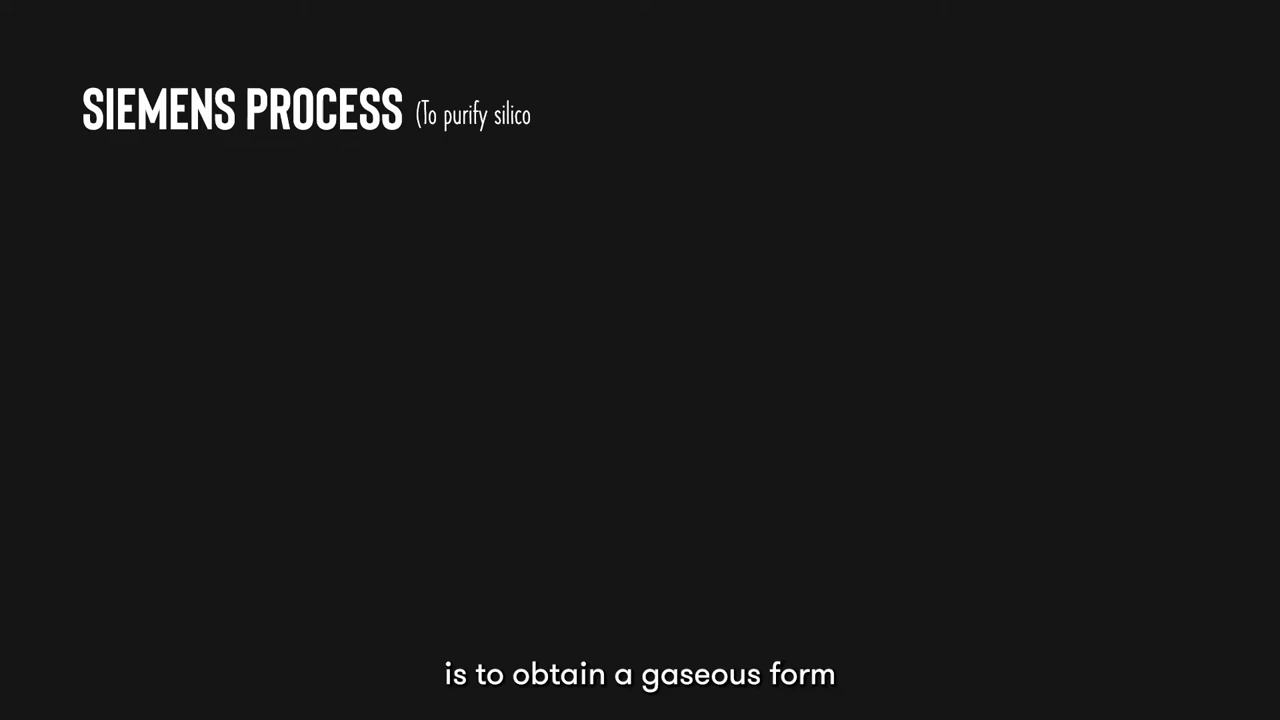 SIEMENS PROCESS (To purify silico
is to obtain a gaseous form